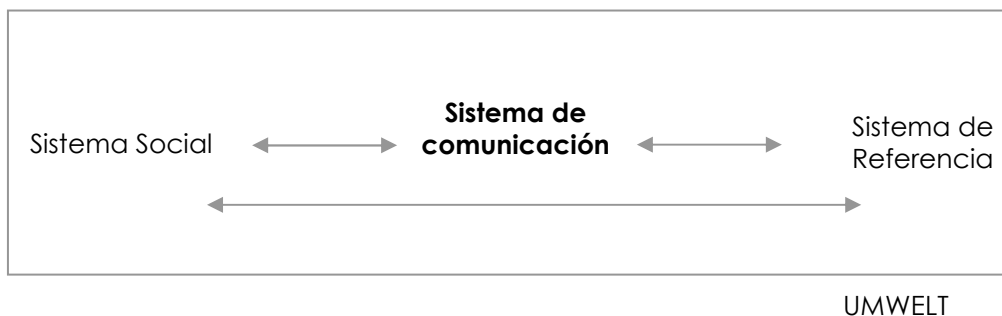 Sistema Social
Sistema de
comunicación
Sistema de
Referencia
UMWELT